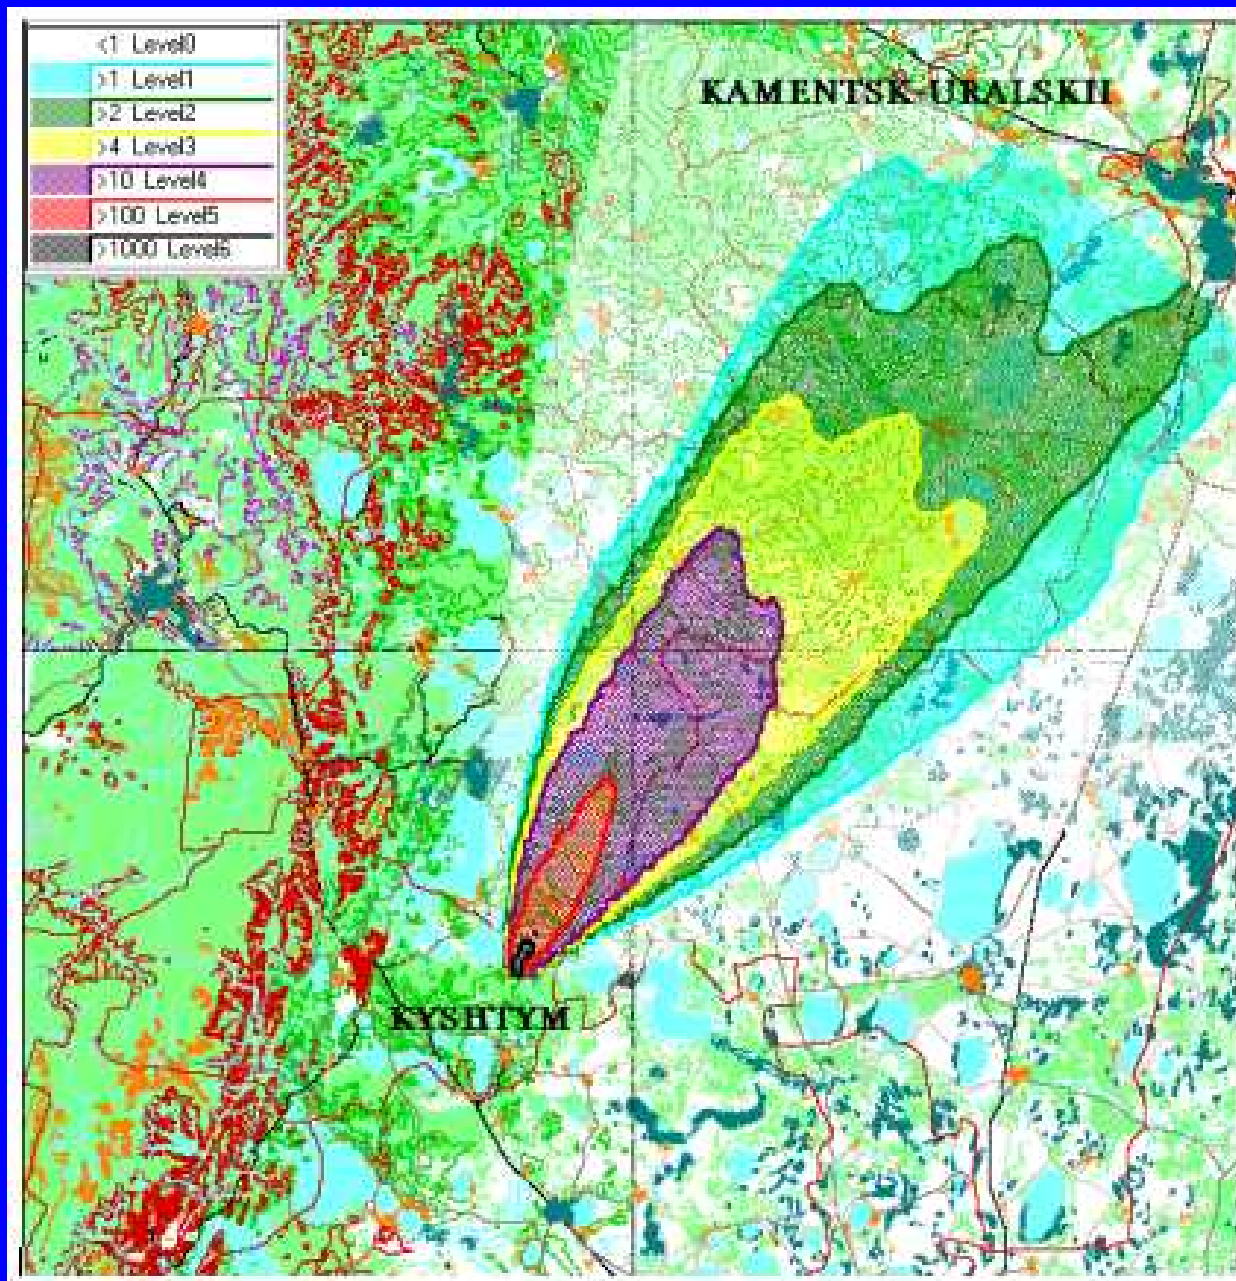 <1 Level0
>1 Level1
>2 Level2
>4 Level3
>10 Level4
>100 Level5
>1000 Level6
KAMENTSK-URALSKII
KYSHTYM